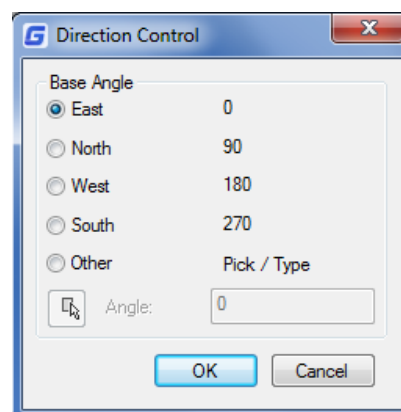 Direction Control
Base Angle
East 0
North 90
West 180
South 270
Other Pick / Type
Angle: 0
OK Cancel